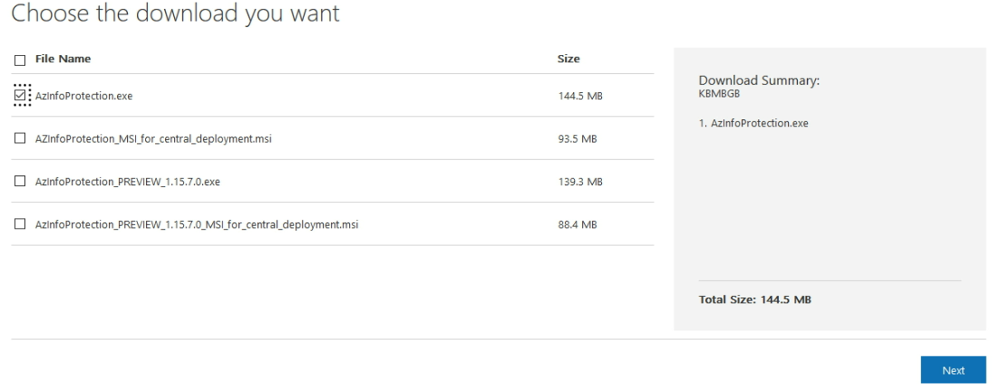 Choose the download you want
File Name Size
AzInfoProtection.exe 144.5 MB
AZInfoProtection_MSI_for_central_deployment.msi 93.5 MB
AzInfoProtection_PREVIEW_1.15.7.0.exe 139.3 MB
AzInfoProtection_PREVIEW_1.15.7.0_MSI_for_central_deployment.msi 88.4 MB
Download Summary:
KBMBGB
1. AzInfoProtection.exe
Total Size: 144.5 MB
Next